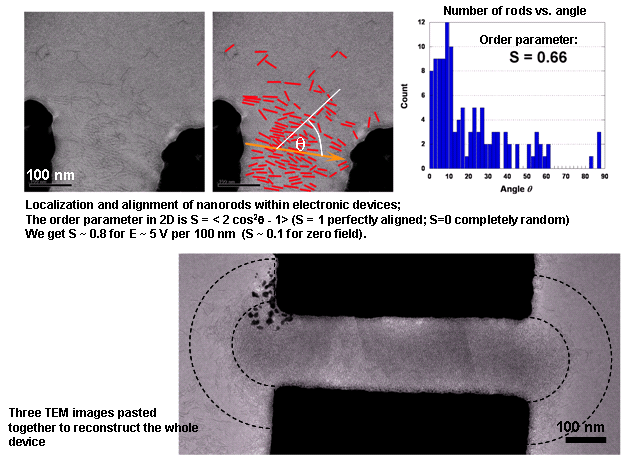 Number of rods vs. angle
Order parameter:
S = 0.66
12
10
8
6
4
2
0
Count
0 10 20 30 40 50 60 70 80 90
Angle θ
θ
100 nm
Localization and alignment of nanorods within electronic devices;
The order parameter in 2D is S = < 2 cos²θ - 1> (S = 1 perfectly aligned; S=0 completely random)
We get S ~ 0.8 for E ~ 5 V per 100 nm (S ~ 0.1 for zero field).
Three TEM images pasted
together to reconstruct the whole
device
100 nm